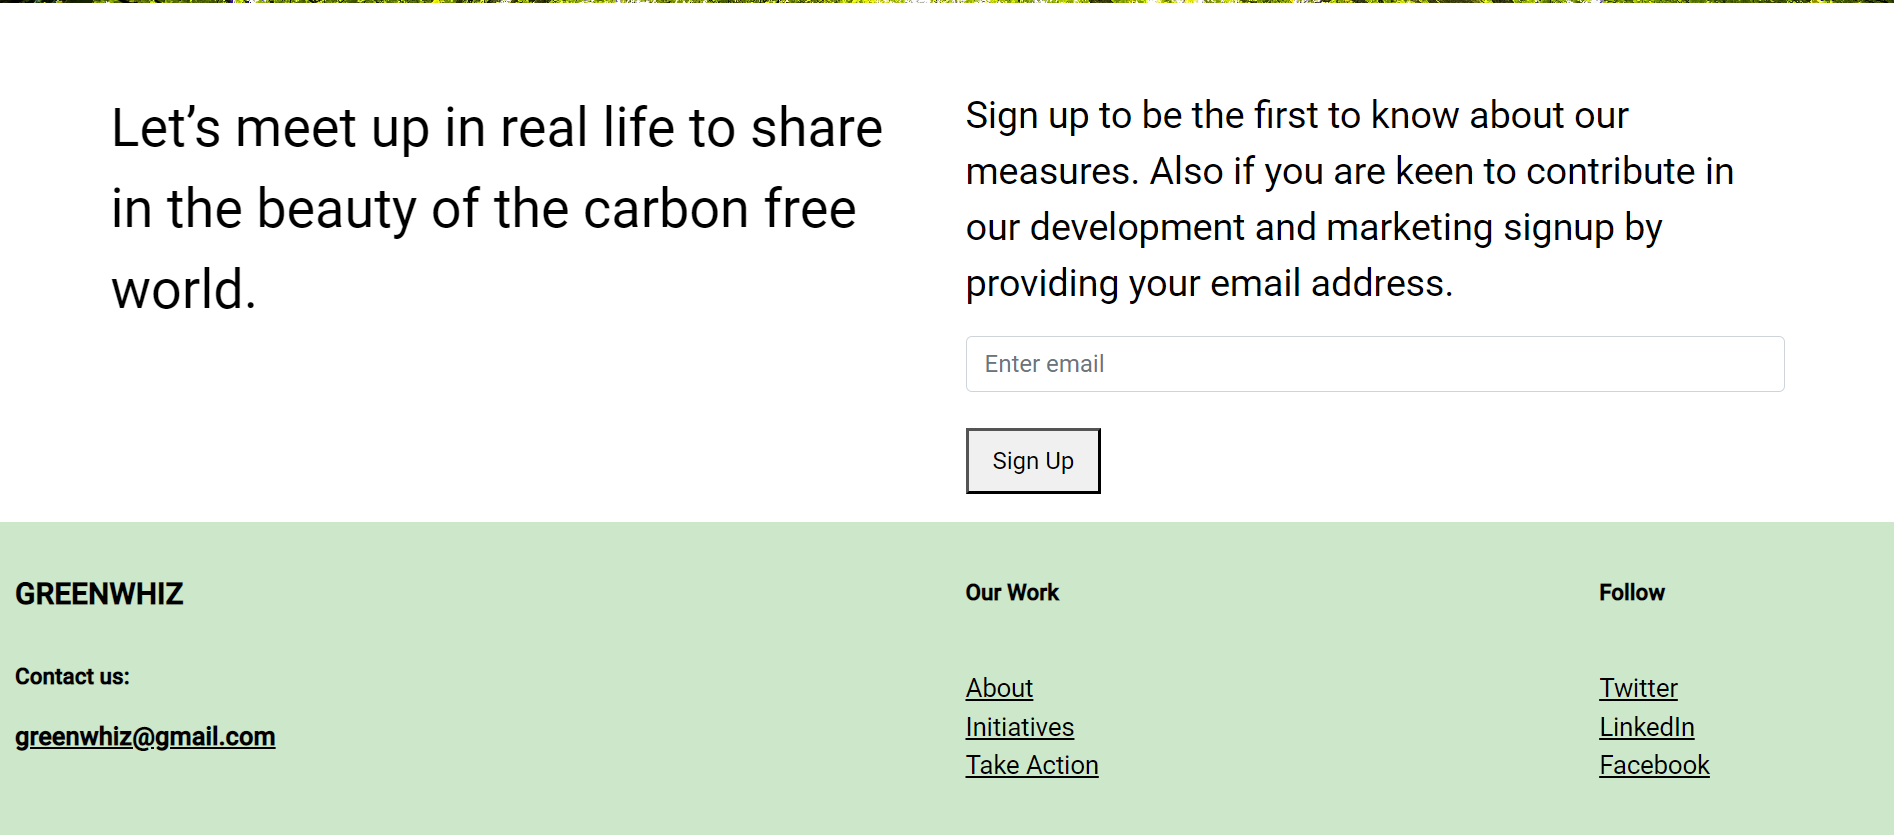 Let’s meet up in real life to share
in the beauty of the carbon free
world.
Sign up to be the first to know about our
measures. Also if you are keen to contribute in
our development and marketing signup by
providing your email address.
Enter email
Sign Up
GREENWHIZ
Contact us:
greenwhiz@gmail.com
Our Work
About
Initiatives
Take Action
Follow
Twitter
LinkedIn
Facebook